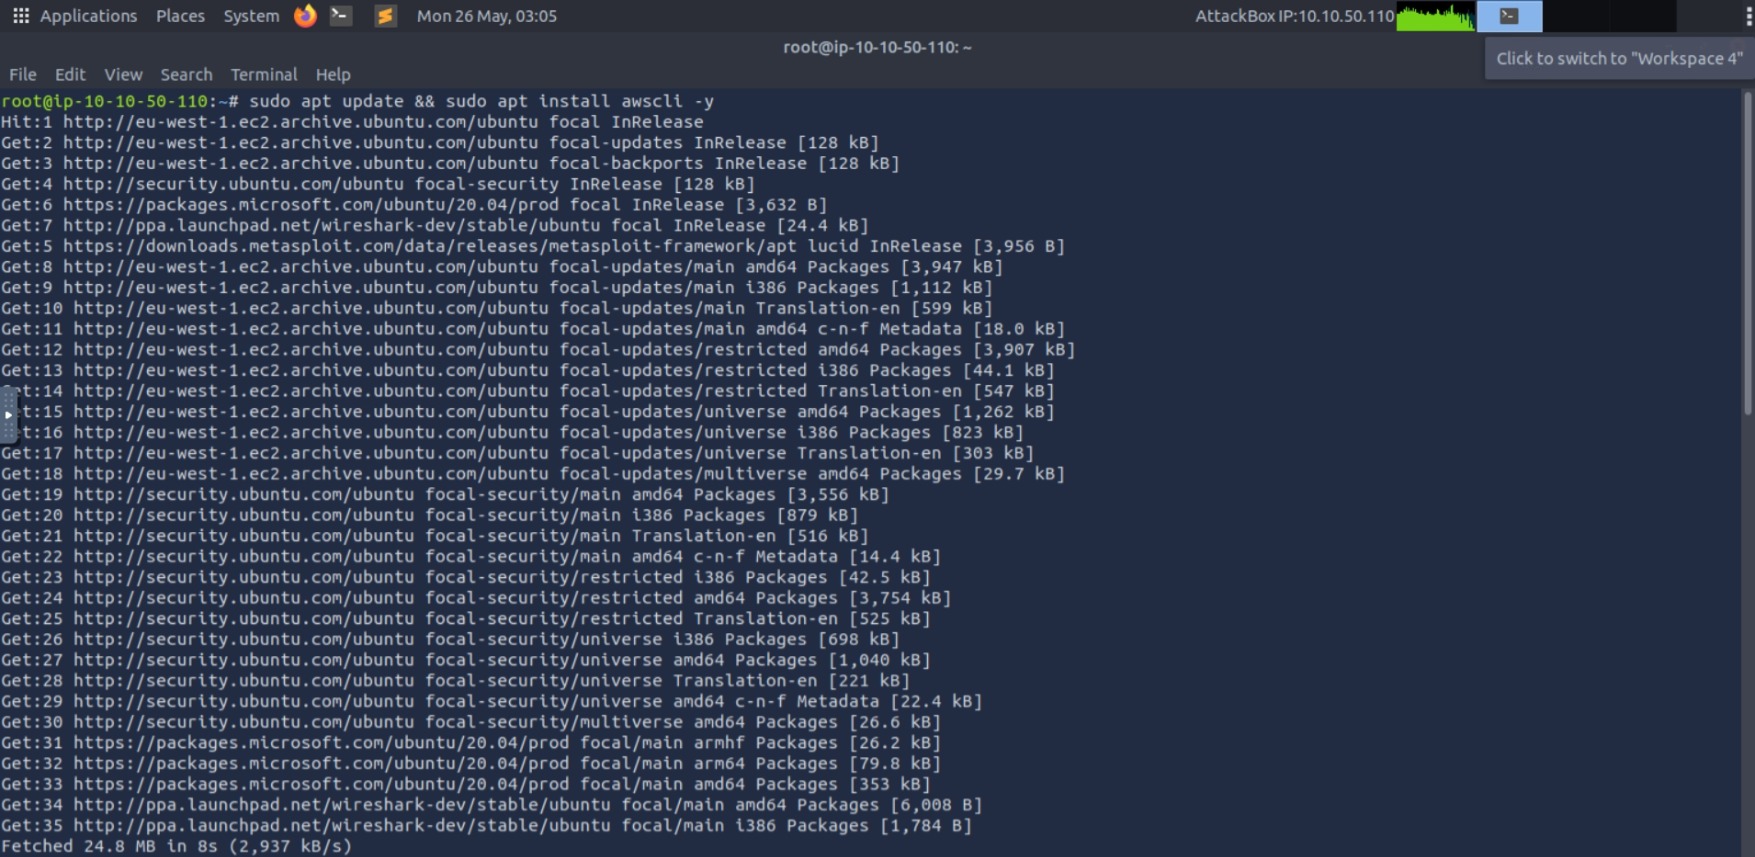 Applications Places System Mon 26 May, 03:05 AttackBox IP:10.10.50.110
root@ip-10-10-50-110: ~
Click to switch to "Workspace 4"
File Edit View Search Terminal Help
root@ip-10-10-50-110:~# sudo apt update && sudo apt install awscli -y
Hit:1 http://eu-west-1.ec2.archive.ubuntu.com/ubuntu focal InRelease
Get:2 http://eu-west-1.ec2.archive.ubuntu.com/ubuntu focal-updates InRelease [128 kB]
Get:3 http://eu-west-1.ec2.archive.ubuntu.com/ubuntu focal-backports InRelease [128 kB]
Get:4 http://security.ubuntu.com/ubuntu focal-security InRelease [128 kB]
Get:6 https://packages.microsoft.com/ubuntu/20.04/prod focal InRelease [3,632 B]
Get:7 http://ppa.launchpad.net/wireshark-dev/stable/ubuntu focal InRelease [24.4 kB]
Get:5 https://downloads.metasploit.com/data/releases/metasploit-framework/apt lucid InRelease [3,956 B]
Get:8 http://eu-west-1.ec2.archive.ubuntu.com/ubuntu focal-updates/main amd64 Packages [3,947 kB]
Get:9 http://eu-west-1.ec2.archive.ubuntu.com/ubuntu focal-updates/main i386 Packages [1,112 kB]
Get:10 http://eu-west-1.ec2.archive.ubuntu.com/ubuntu focal-updates/main Translation-en [599 kB]
Get:11 http://eu-west-1.ec2.archive.ubuntu.com/ubuntu focal-updates/main amd64 c-n-f Metadata [18.0 kB]
Get:12 http://eu-west-1.ec2.archive.ubuntu.com/ubuntu focal-updates/restricted amd64 Packages [3,907 kB]
Get:13 http://eu-west-1.ec2.archive.ubuntu.com/ubuntu focal-updates/restricted i386 Packages [44.1 kB]
et:14 http://eu-west-1.ec2.archive.ubuntu.com/ubuntu focal-updates/restricted Translation-en [547 kB]
t:15 http://eu-west-1.ec2.archive.ubuntu.com/ubuntu focal-updates/universe amd64 Packages [1,262 kB]
t:16 http://eu-west-1.ec2.archive.ubuntu.com/ubuntu focal-updates/universe i386 Packages [823 kB]
Get:17 http://eu-west-1.ec2.archive.ubuntu.com/ubuntu focal-updates/universe Translation-en [303 kB]
Get:18 http://eu-west-1.ec2.archive.ubuntu.com/ubuntu focal-updates/multiverse amd64 Packages [29.7 kB]
Get:19 http://security.ubuntu.com/ubuntu focal-security/main amd64 Packages [3,556 kB]
Get:20 http://security.ubuntu.com/ubuntu focal-security/main i386 Packages [879 kB]
Get:21 http://security.ubuntu.com/ubuntu focal-security/main Translation-en [516 kB]
Get:22 http://security.ubuntu.com/ubuntu focal-security/main amd64 c-n-f Metadata [14.4 kB]
Get:23 http://security.ubuntu.com/ubuntu focal-security/restricted i386 Packages [42.5 kB]
Get:24 http://security.ubuntu.com/ubuntu focal-security/restricted amd64 Packages [3,754 kB]
Get:25 http://security.ubuntu.com/ubuntu focal-security/restricted Translation-en [525 kB]
Get:26 http://security.ubuntu.com/ubuntu focal-security/universe i386 Packages [698 kB]
Get:27 http://security.ubuntu.com/ubuntu focal-security/universe amd64 Packages [1,040 kB]
Get:28 http://security.ubuntu.com/ubuntu focal-security/universe Translation-en [221 kB]
Get:29 http://security.ubuntu.com/ubuntu focal-security/universe amd64 c-n-f Metadata [22.4 kB]
Get:30 http://security.ubuntu.com/ubuntu focal-security/multiverse amd64 Packages [26.6 kB]
Get:31 https://packages.microsoft.com/ubuntu/20.04/prod focal/main armhf Packages [26.2 kB]
Get:32 https://packages.microsoft.com/ubuntu/20.04/prod focal/main arm64 Packages [79.8 kB]
Get:33 https://packages.microsoft.com/ubuntu/20.04/prod focal/main amd64 Packages [353 kB]
Get:34 http://ppa.launchpad.net/wireshark-dev/stable/ubuntu focal/main amd64 Packages [6,008 B]
Get:35 http://ppa.launchpad.net/wireshark-dev/stable/ubuntu focal/main i386 Packages [1,784 B]
Fetched 24.8 MB in 8s (2,937 kB/s)